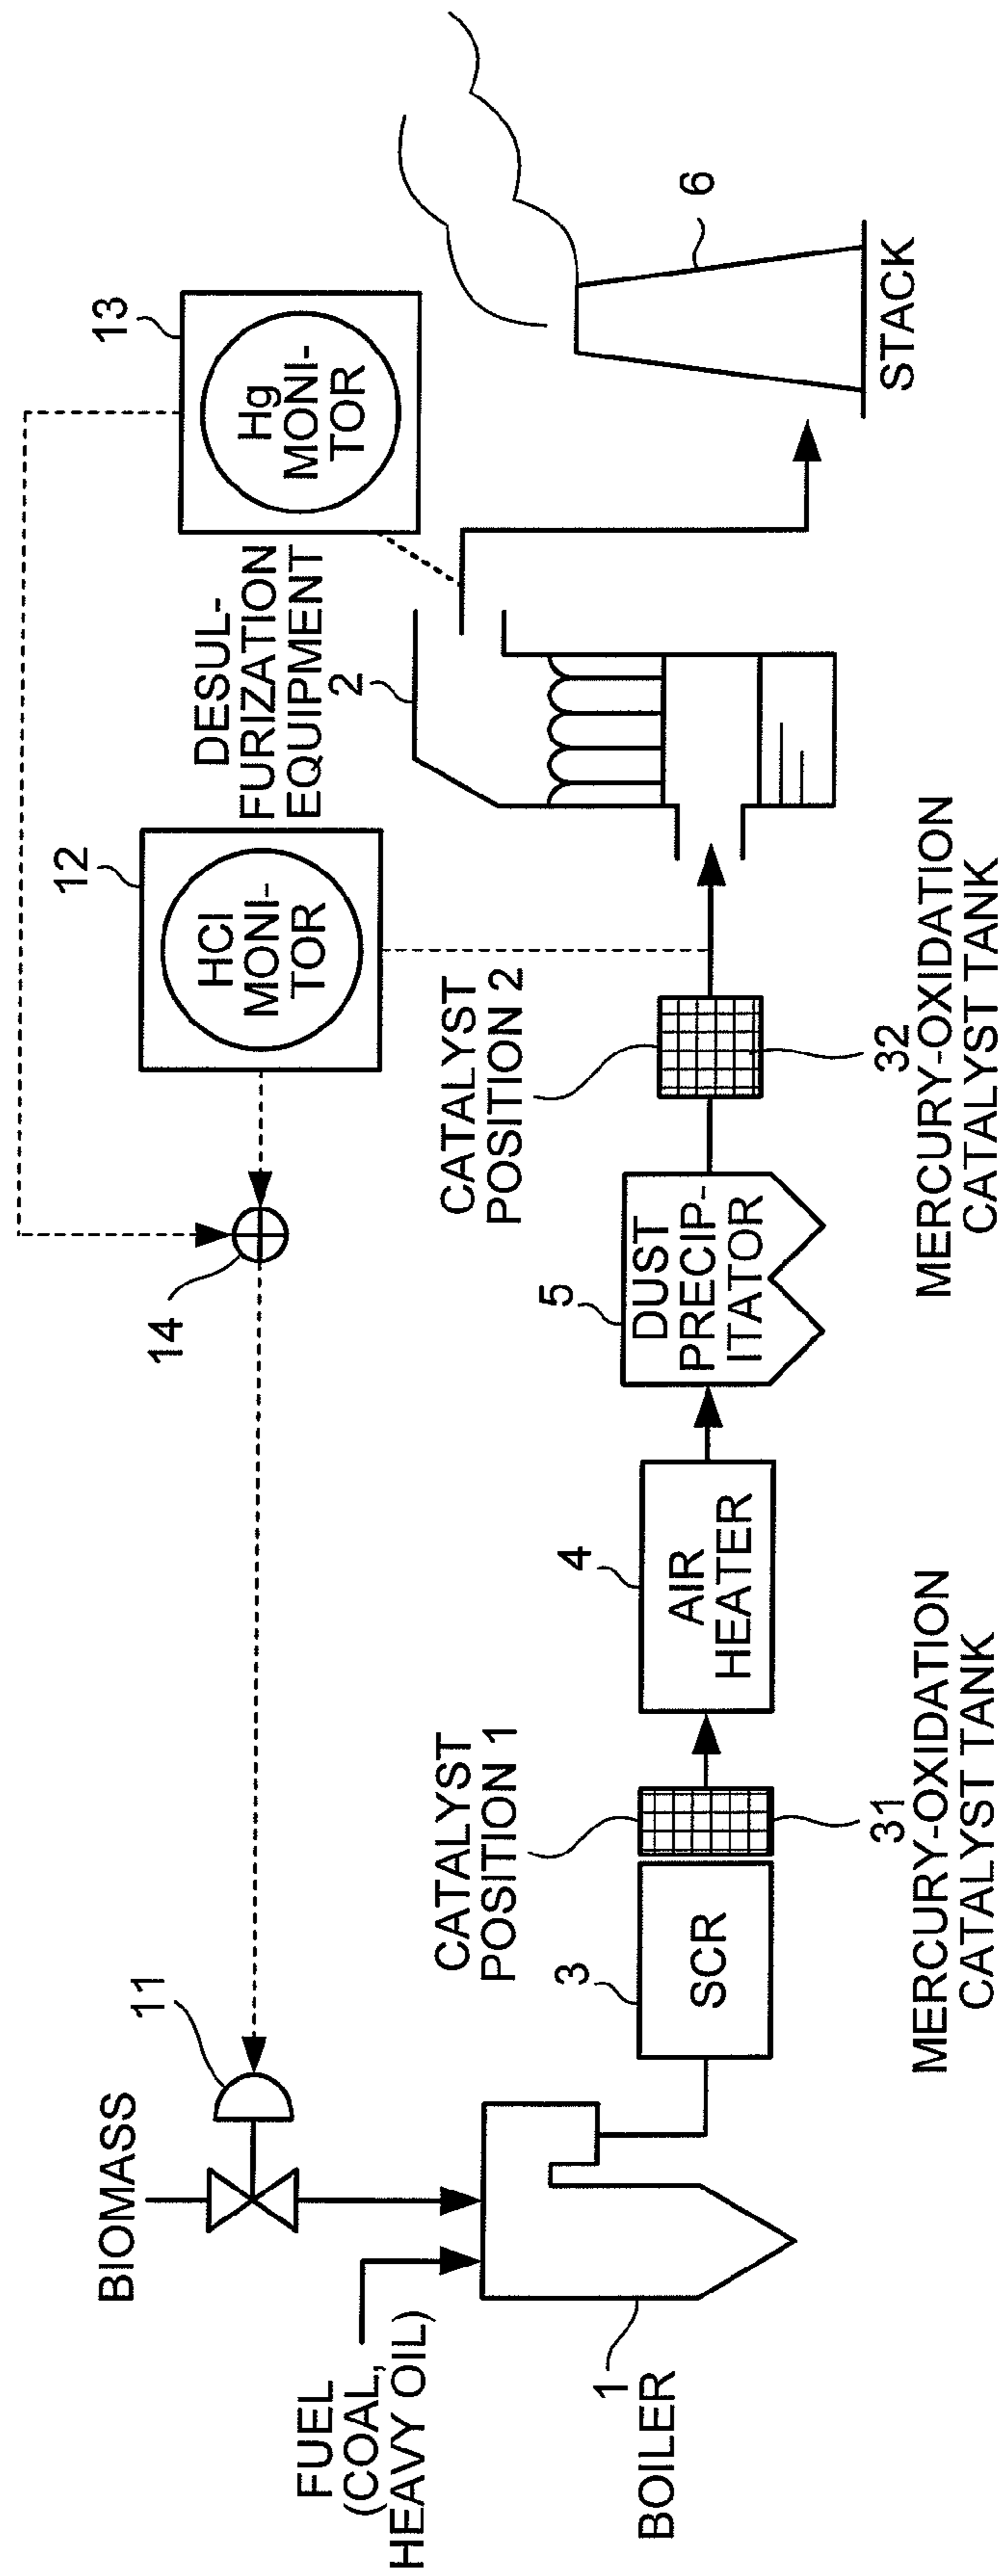 FUEL
(COAL,
HEAVY OIL)
BIOMASS
11
1
BOILER
3
SCR
CATALYST
POSITION 1
31
MERCURY-OXIDATION
CATALYST TANK
4
AIR
HEATER
14
5
DUST
PRECIP-
ITATOR
CATALYST
POSITION 2
32
MERCURY-OXIDATION
CATALYST TANK
12
HCl
MONI-
TOR
DESUL-
FURIZATION
EQUIPMENT
2
13
Hg
MONI-
TOR
6
STACK